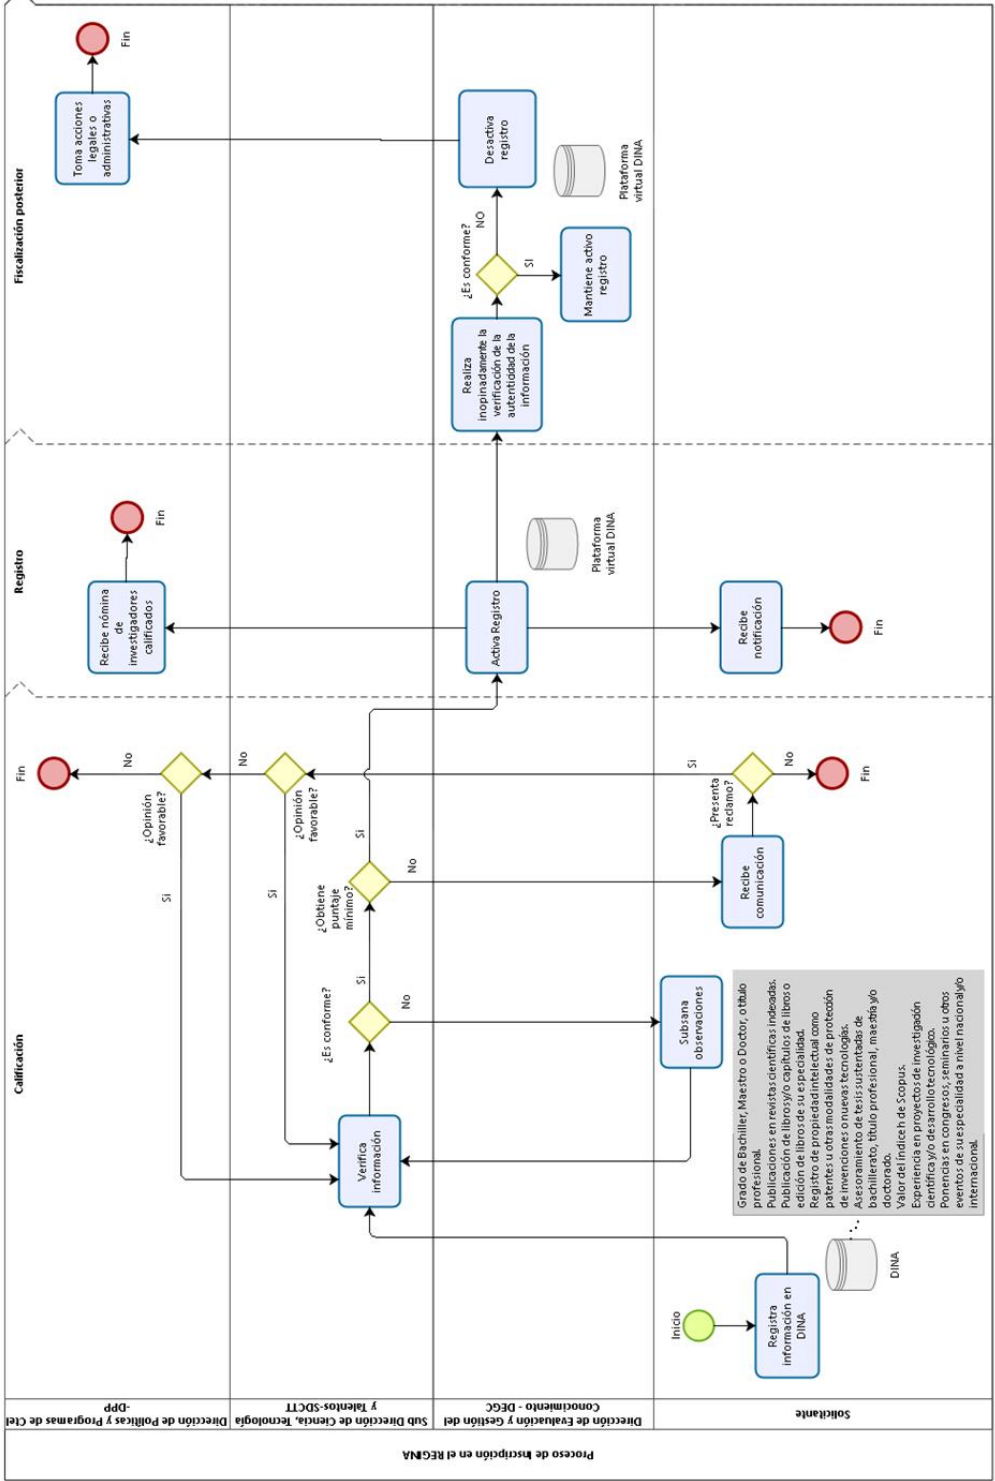 Proceso de Inscripción en el REGINA
Dirección de Políticas y Programas de CteI
-DPP
Sub Dirección de Ciencia, Tecnología
y Talentos-SDCTT
Dirección de Evaluación y Gestión del
Conocimiento - DEGC
Solicitante
Calificación
Registro
Fiscalización posterior
Inicio
Registra
información en
DINA
DINA
Grado de Bachiller, Maestro o Doctor, o título
profesional.
Publicaciones en revistas científicas indexadas.
Publicación de libros y/o capítulos de libros o
edición de libros de su especialidad.
Registro de propiedad intelectual como
patentes u otras modalidades de protección
de invenciones o nuevas tecnologías.
Asesoramiento de tesis sustentadas de
bachillerato, título profesional, maestría y/o
doctorado.
Valor del índice h de Scopus.
Experiencia en proyectos de investigación
científica y/o desarrollo tecnológico.
Ponencias en congresos, seminarios u otros
eventos de su especialidad a nivel nacional y/o
internacional.
Verifica
información
¿Es conforme?
Si
No
Subsana
observaciones
¿Obtiene
puntaje
mínimo?
Si
No
Recibe
comunicación
¿Presenta
reclamo?
Si
No
Fin
¿Opinión
favorable?
Si
No
¿Opinión
favorable?
Si
No
Fin
Activa Registro
Plataforma
virtual DINA
Recibe nómina
de
investigadores
calificados
Fin
Recibe
notificación
Fin
Realiza
inopinadamente la
verificación de la
autenticidad de la
información
¿Es conforme?
SI
NO
Mantiene activo
registro
Desactiva
registro
Plataforma
virtual DINA
Toma acciones
legales o
administrativas
Fin